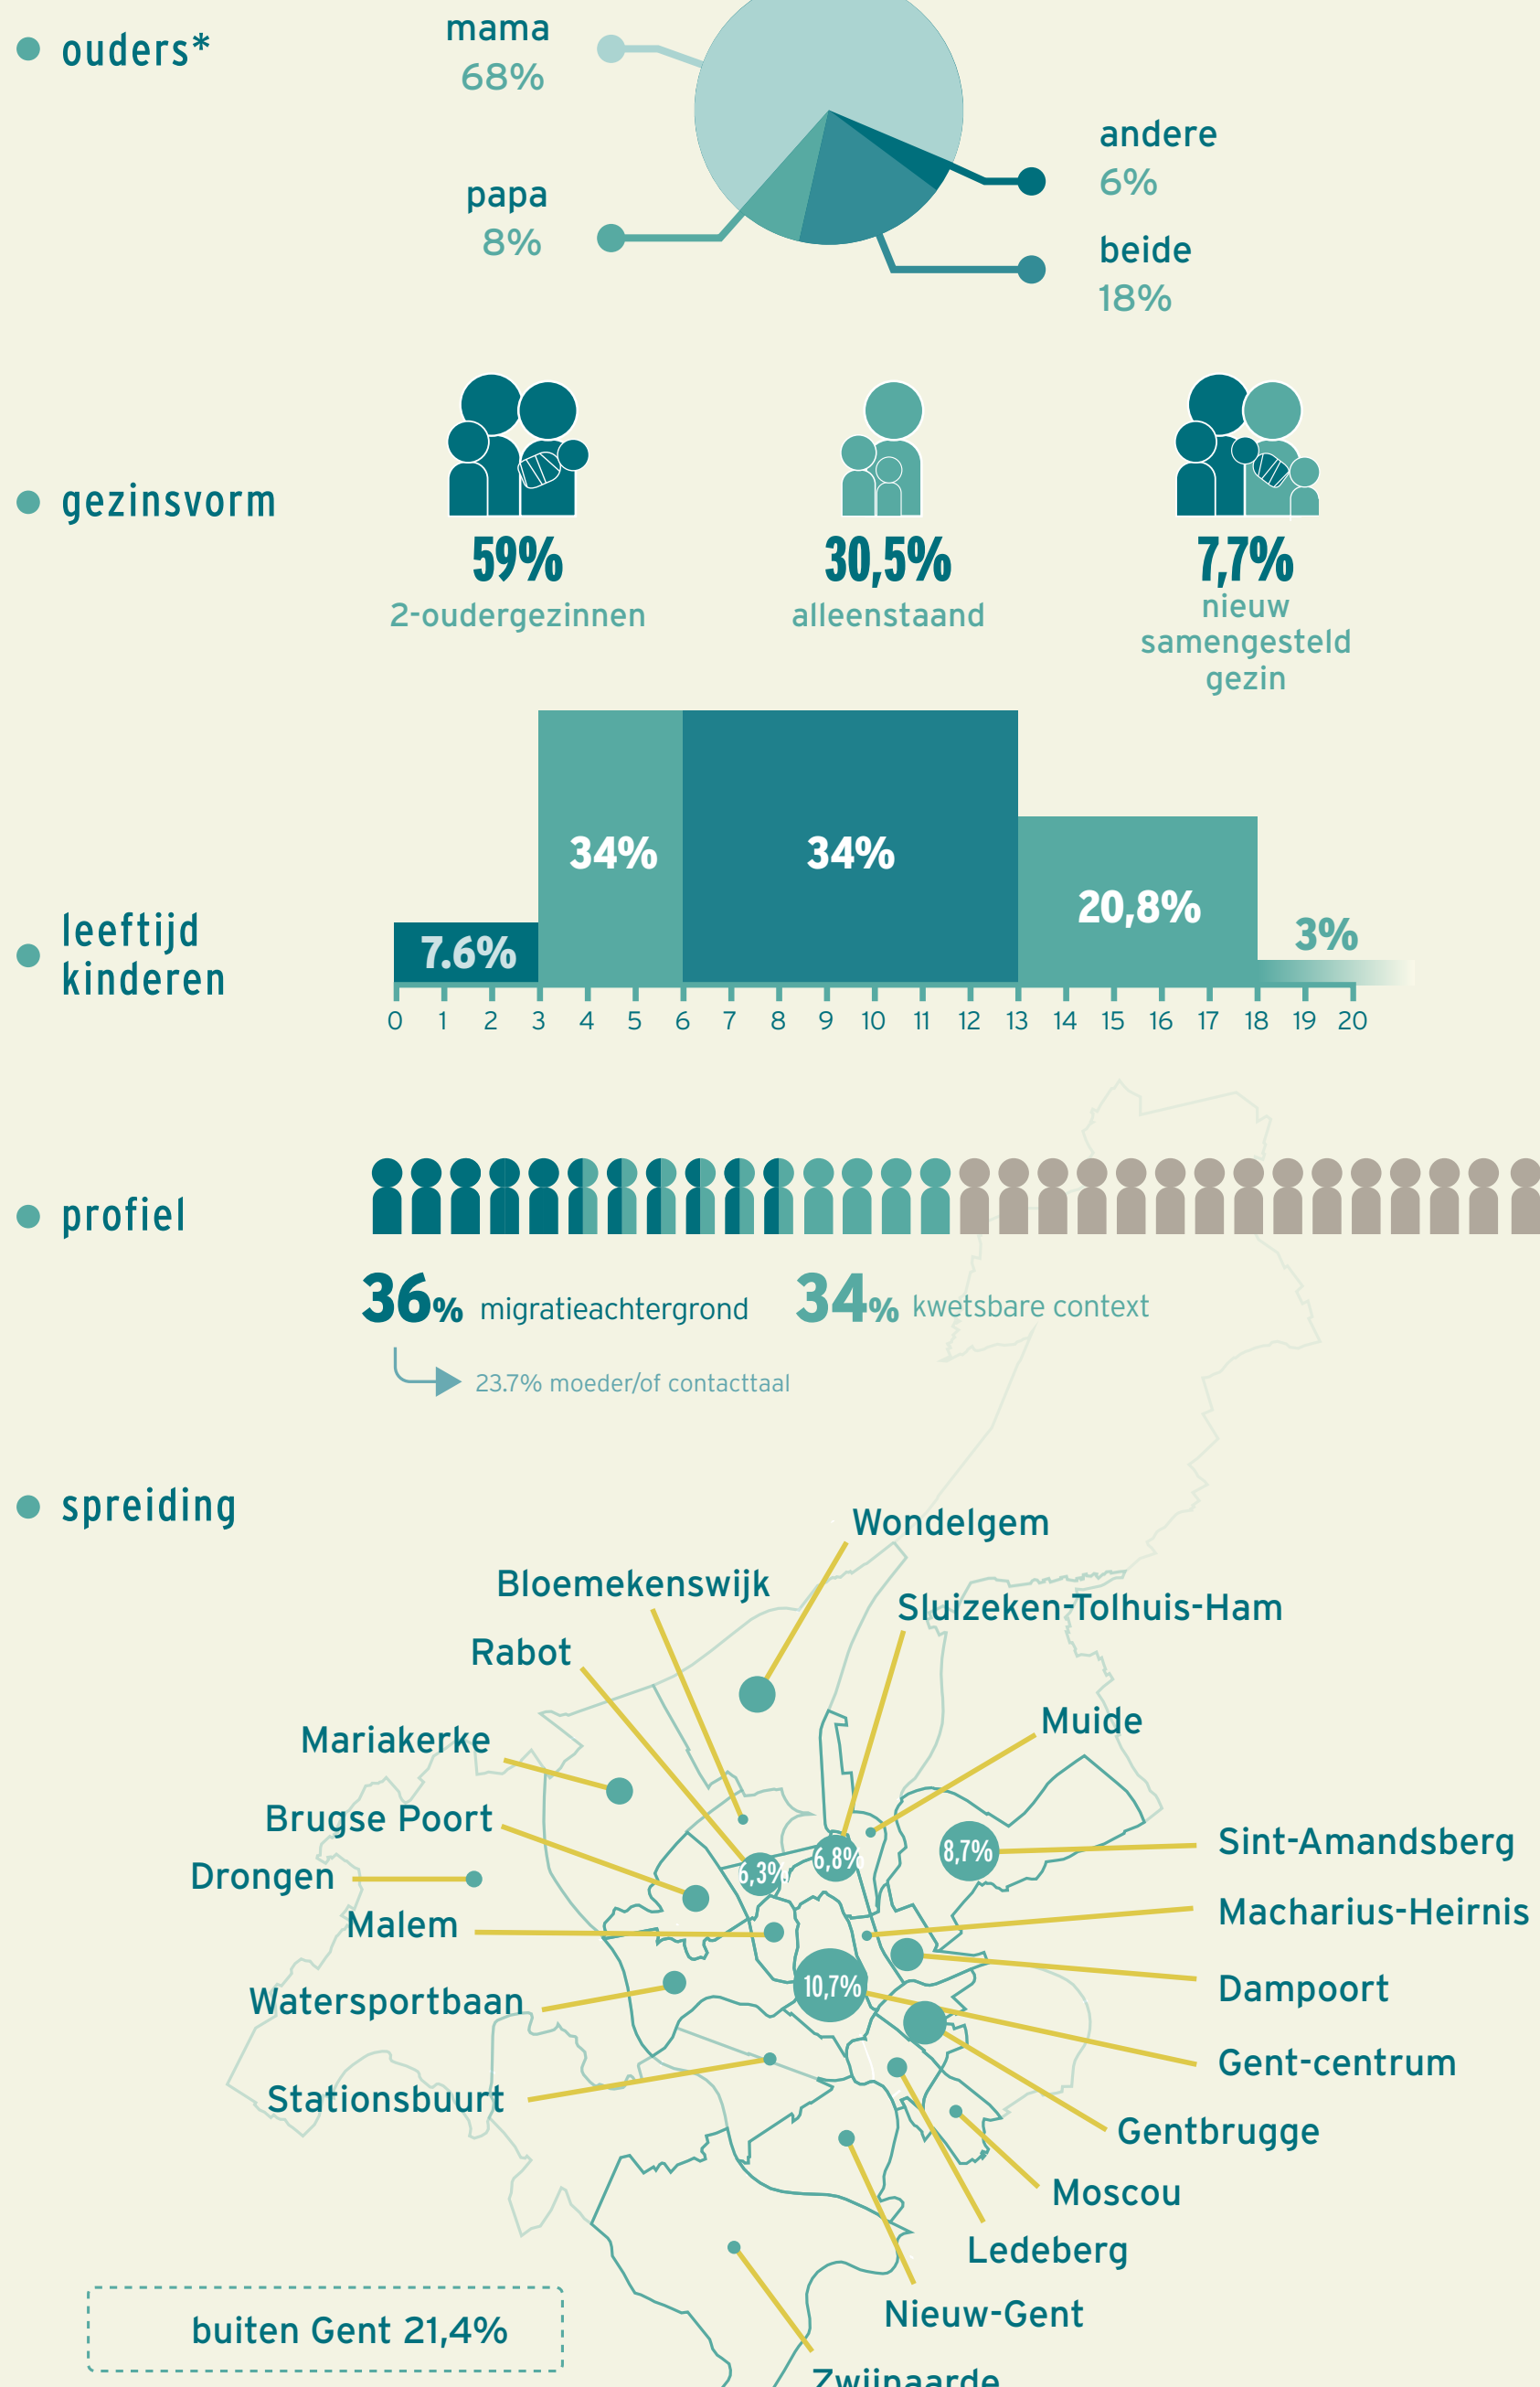 ouders*
mama
68%
andere
6%
papa
8%
beide
18%
gezinsvorm
59%
2-oudergezinnen
30,5%
alleenstaand
7,7%
nieuw
samengesteld
gezin
leeftijd
kinderen
7.6%
34%
34%
20,8%
3%
0 1 2 3 4 5 6 7 8 9 10 11 12 13 14 15 16 17 18 19 20
profiel
36% migratieachtergrond
34% kwetsbare context
23.7% moeder/of contacttaal
spreiding
Wondelgem
Bloemekenswijk
Sluizeken-Tolhuis-Ham
Rabot
Muide
Mariakerke
Brugse Poort
Sint-Amandsberg
8,7%
6,8%
6,3%
Drongen
Macharius-Heirnis
Malem
Dampoort
10,7%
Watersportbaan
Gent-centrum
Stationsbuurt
Gentbrugge
Moscou
Ledeberg
Nieuw-Gent
buiten Gent 21,4%
Zwijnaarde